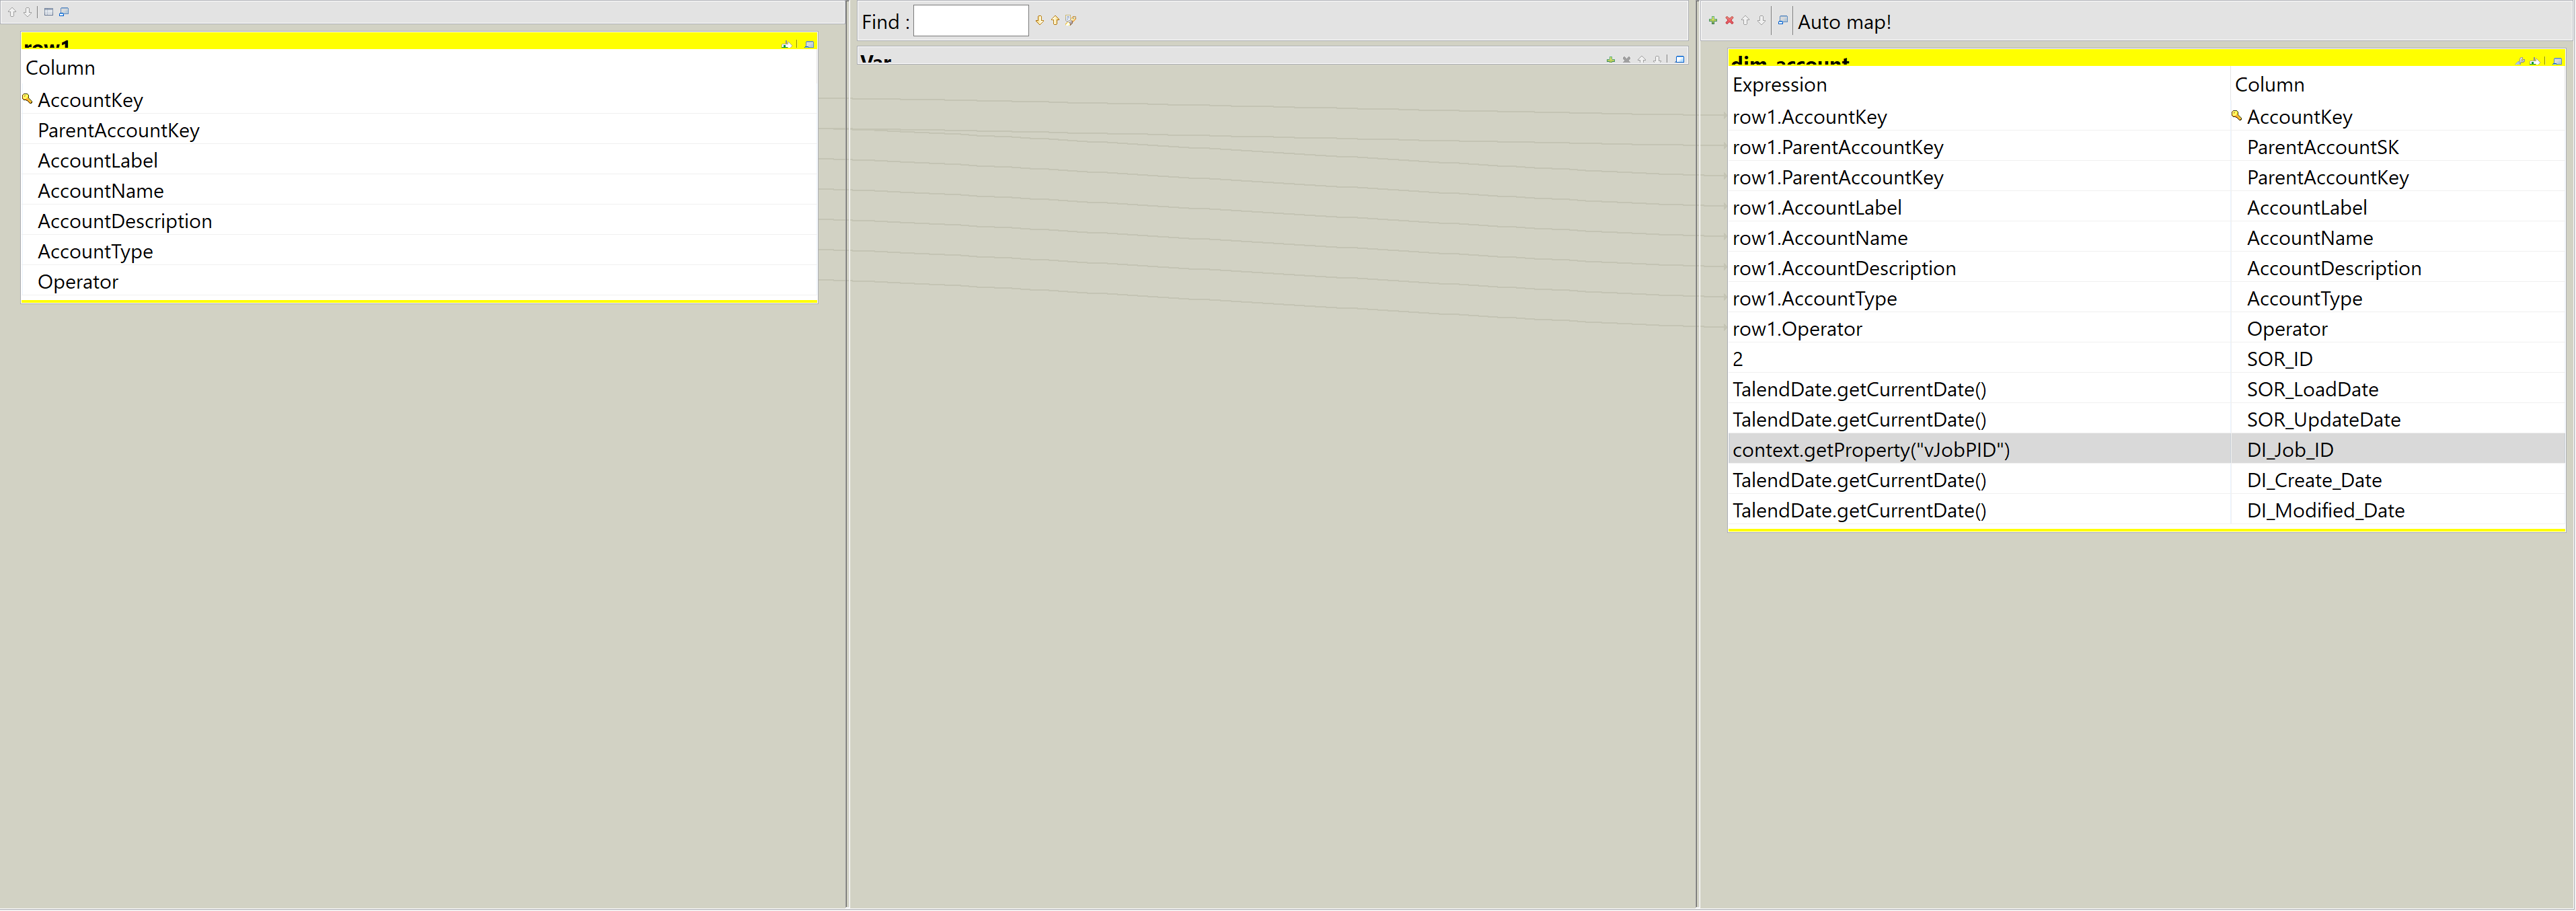 row1
Column
AccountKey
ParentAccountKey
AccountLabel
AccountName
AccountDescription
AccountType
Operator
Find :
Var
Auto map!
dim_account
Expression Column
row1.AccountKey AccountKey
row1.ParentAccountKey ParentAccountSK
row1.ParentAccountKey ParentAccountKey
row1.AccountLabel AccountLabel
row1.AccountName AccountName
row1.AccountDescription AccountDescription
row1.AccountType AccountType
row1.Operator Operator
2 SOR_ID
TalendDate.getCurrentDate() SOR_LoadDate
TalendDate.getCurrentDate() SOR_UpdateDate
context.getProperty("vJobPID") DI_Job_ID
TalendDate.getCurrentDate() DI_Create_Date
TalendDate.getCurrentDate() DI_Modified_Date